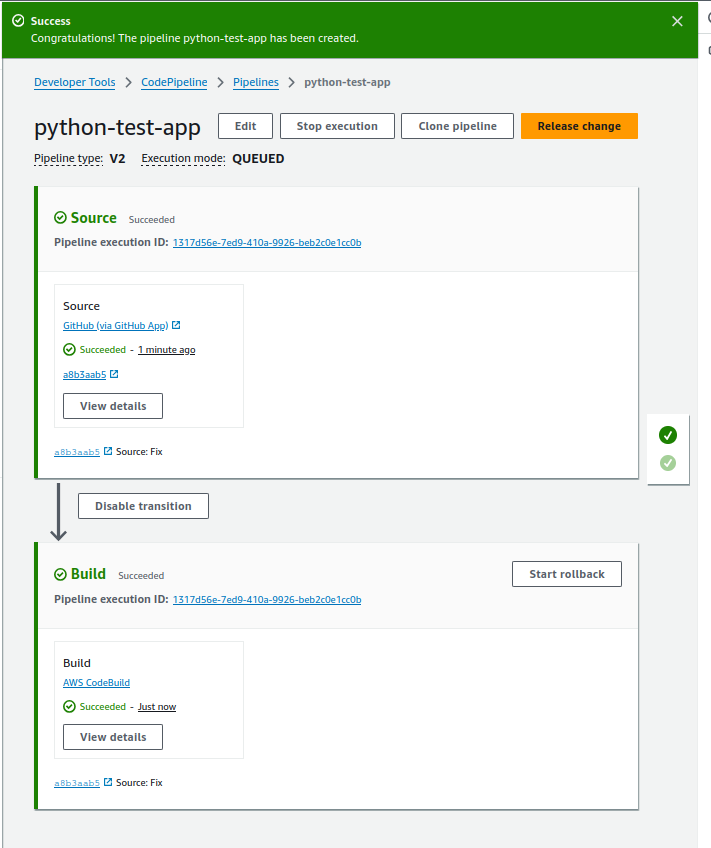 Success
Congratulations! The pipeline python-test-app has been created.
Developer Tools > CodePipeline > Pipelines > python-test-app
python-test-app Edit Stop execution Clone pipeline Release change
Pipeline type: V2 Execution mode: QUEUED
Source Succeeded
Pipeline execution ID: 1317d56e-7ed9-410a-9926-beb2c0e1cc0b
Source
GitHub (via GitHub App)
Succeeded - 1 minute ago
a8b3aab5
View details
a8b3aab5 Source: Fix
Disable transition
Build Succeeded Start rollback
Pipeline execution ID: 1317d56e-7ed9-410a-9926-beb2c0e1cc0b
Build
AWS CodeBuild
Succeeded - Just now
View details
a8b3aab5 Source: Fix